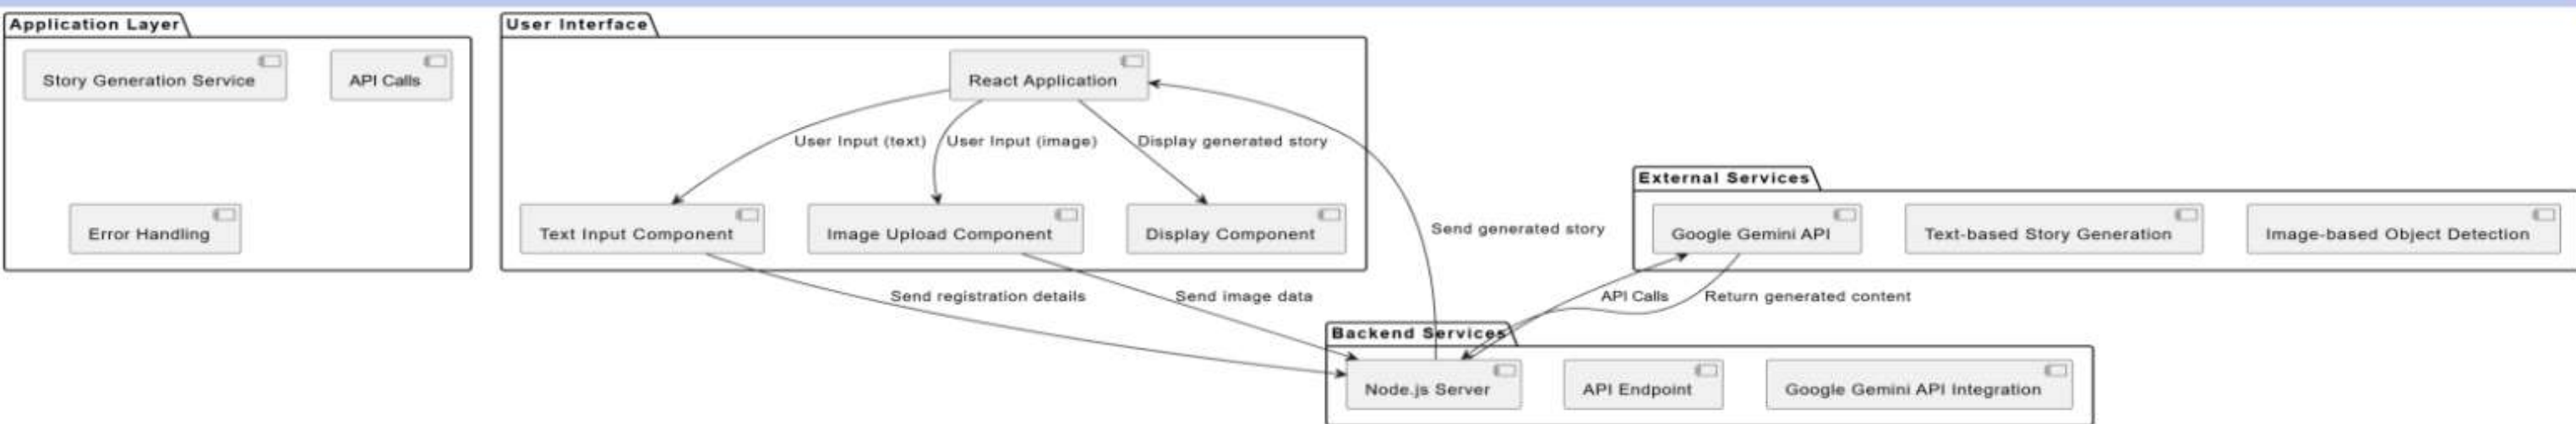 Application Layer
Story Generation Service
API Calls
Error Handling
User Interface
React Application
User Input (text)
User Input (image)
Display generated story
Text Input Component
Image Upload Component
Display Component
Send registration details
Send image data
Send generated story
External Services
Google Gemini API
Text-based Story Generation
Image-based Object Detection
API Calls
Return generated content
Backend Services
Node.js Server
API Endpoint
Google Gemini API Integration